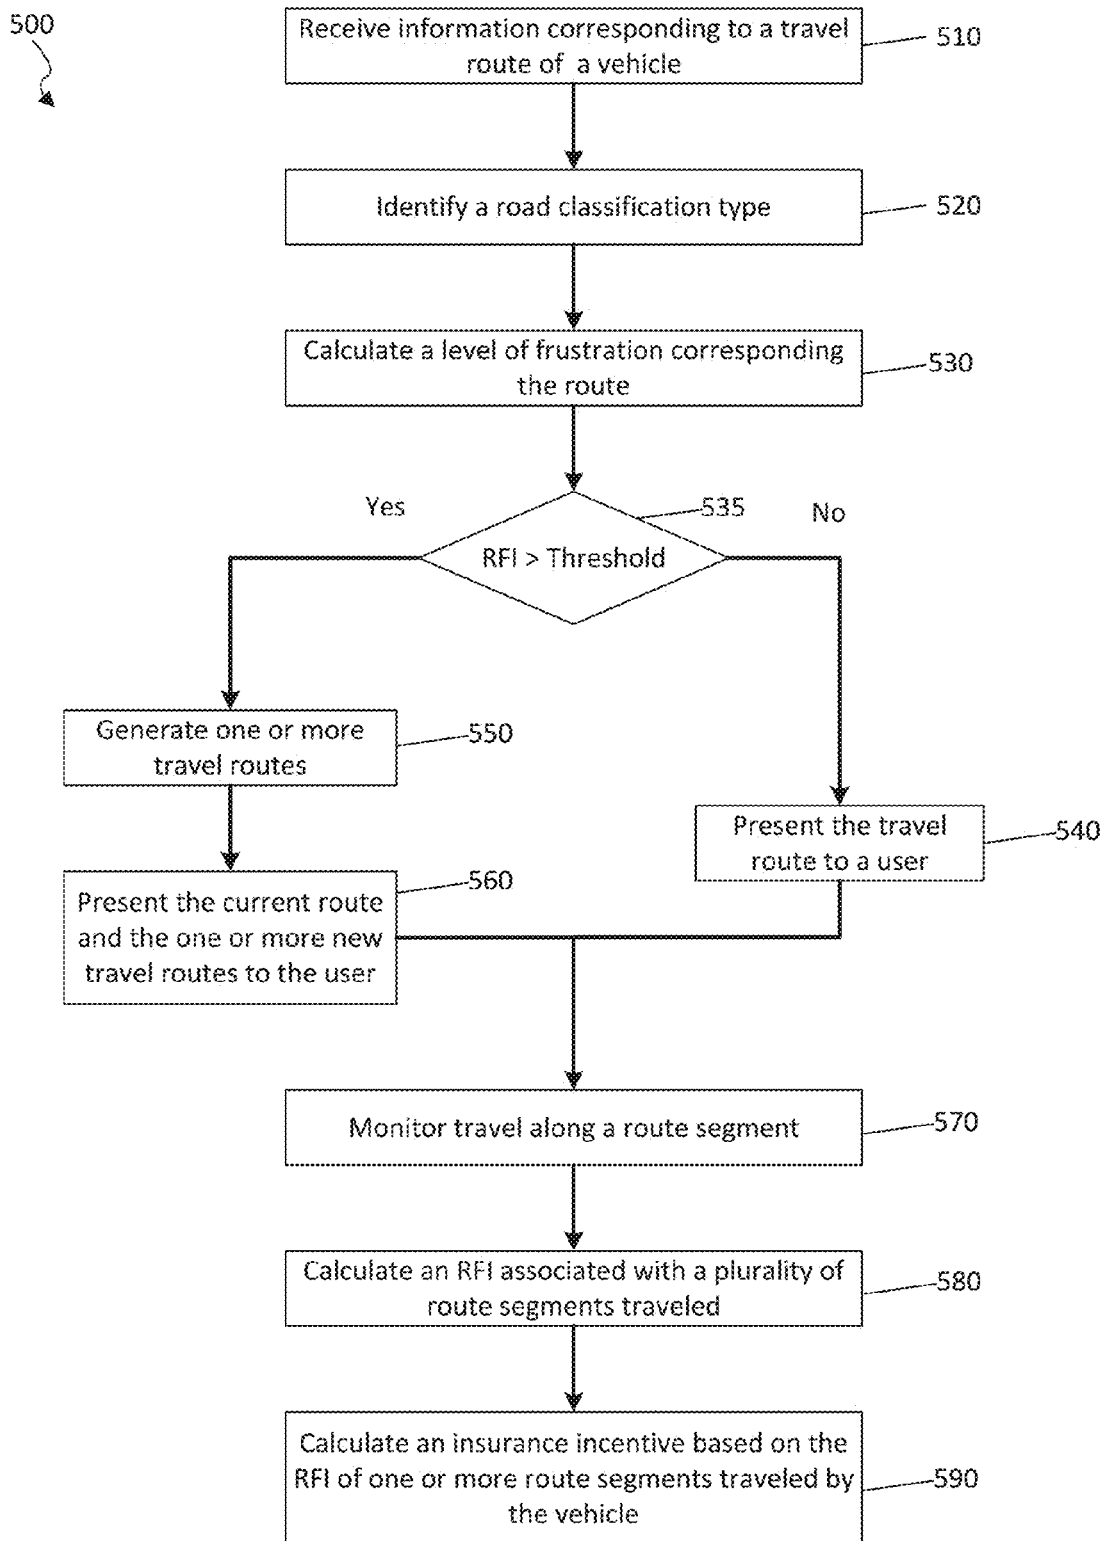 500
Receive information corresponding to a travel
route of a vehicle
510
Identify a road classification type
520
Calculate a level of frustration corresponding
the route
530
Yes
535
No
RFI > Threshold
Generate one or more
travel routes
550
Present the travel
route to a user
540
560
Present the current route
and the one or more new
travel routes to the user
Monitor travel along a route segment
570
Calculate an RFI associated with a plurality of
route segments traveled
580
Calculate an insurance incentive based on the
RFI of one or more route segments traveled by
the vehicle
590